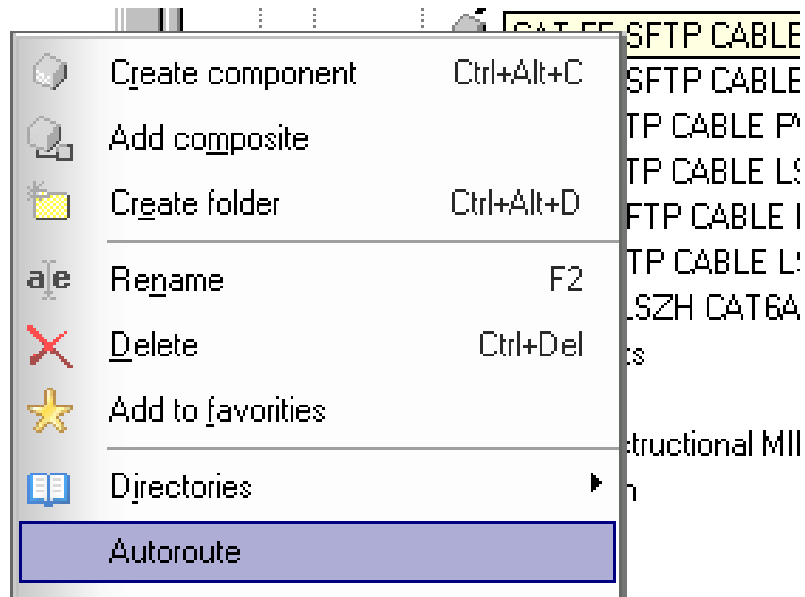 SFTP CABLE
Create component Ctrl+Alt+C
SFTP CABLE
Add composite
TP CABLE
TP CABLE
Create folder Ctrl+Alt+D
FTP CABLE
Rename F2
TP CABLE
LSZH CAT6A
Delete Ctrl+Del
Add to favorites
Directories
Autoroute